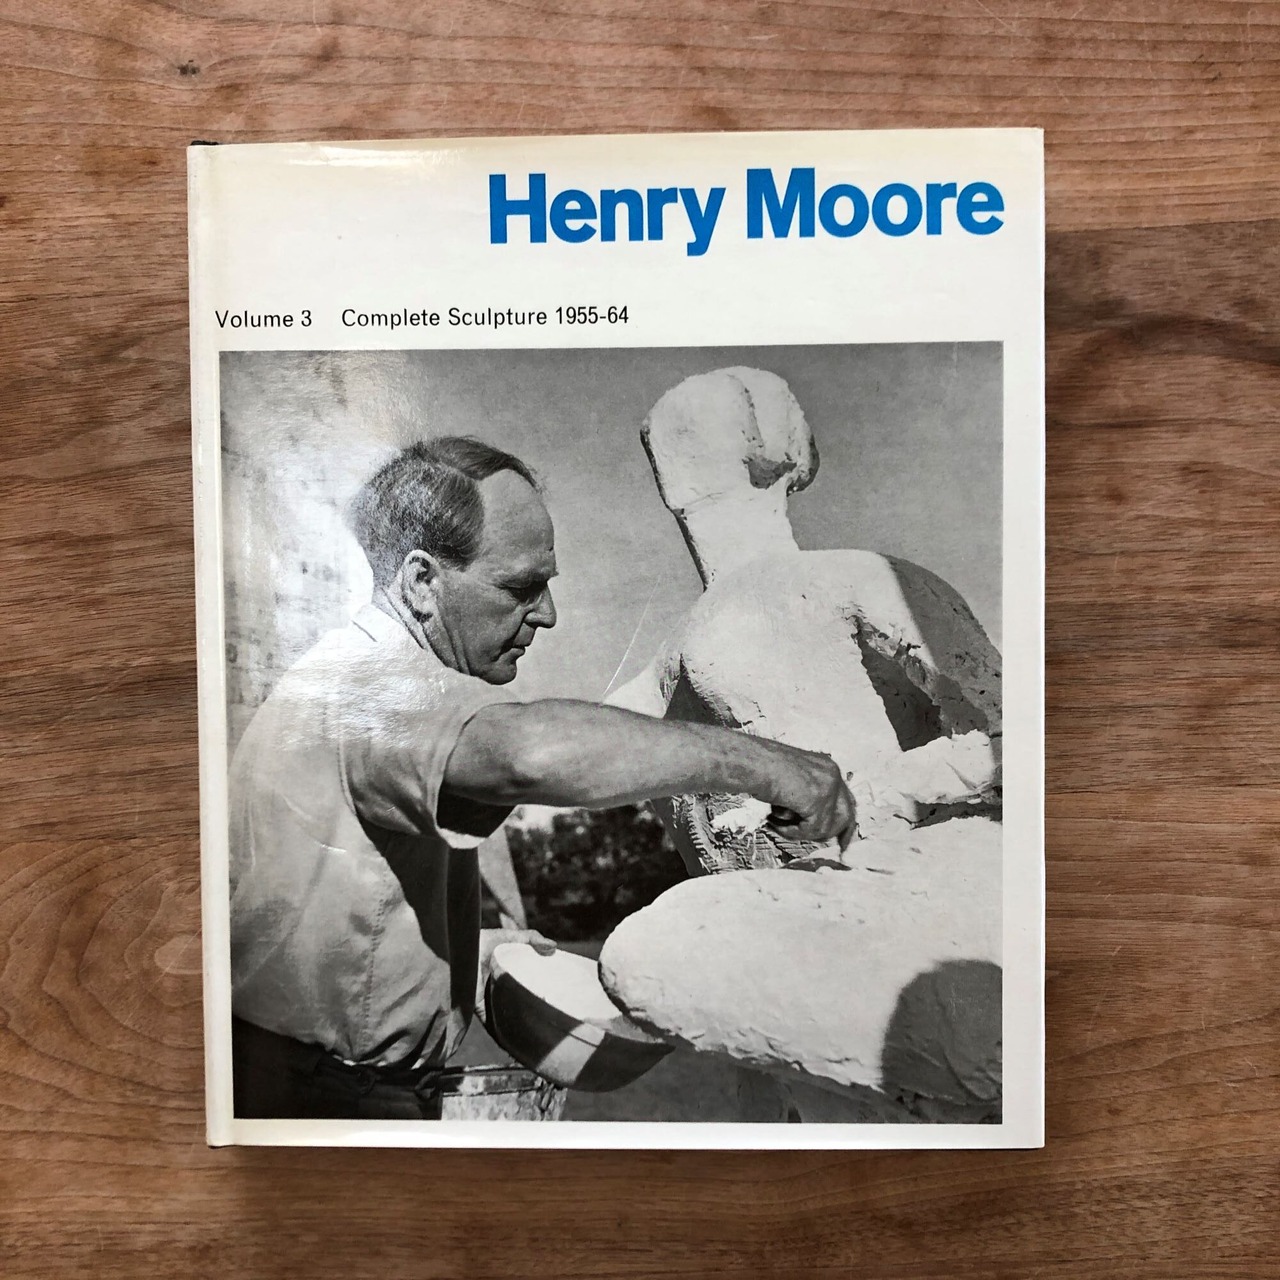 Henry Moore
Volume 3 Complete Sculpture 1955-64